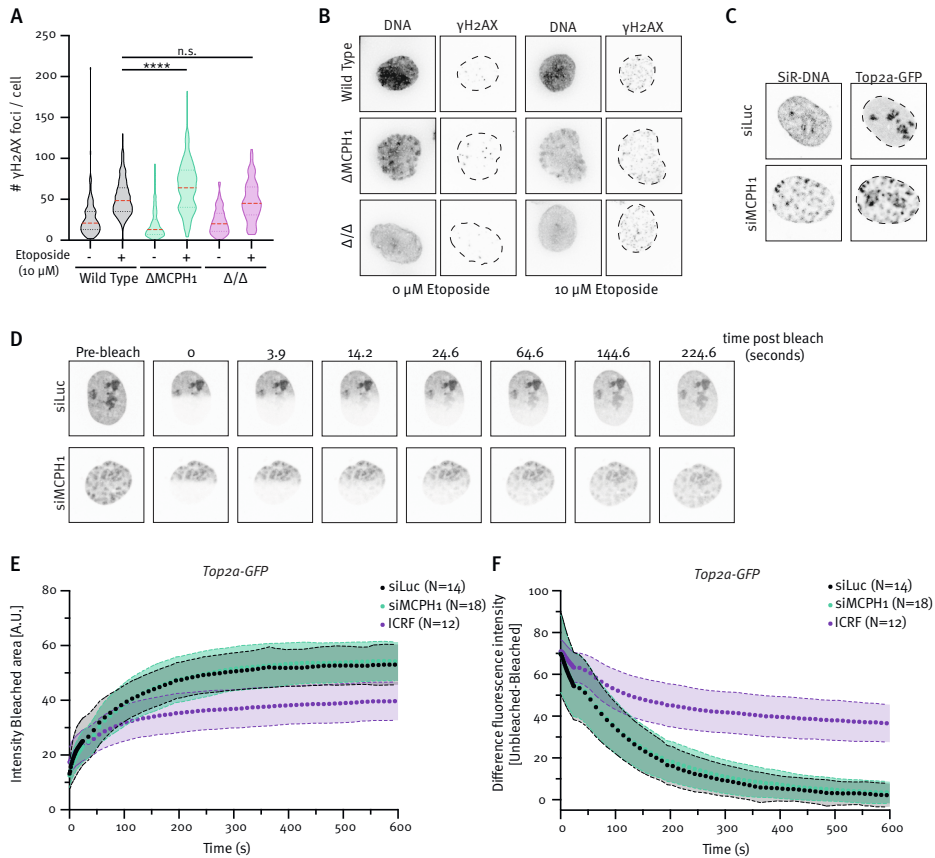 A
250
200
150
100
50
0
# γH2AX foci / cell
n.s.
****
Etoposide
(10 µM)
- + - + - +
Wild Type ΔMCPH1 Δ/Δ
B
DNA γH2AX DNA γH2AX
Wild Type
ΔMCPH1
Δ/Δ
0 µM Etoposide 10 µM Etoposide
C
SiR-DNA Top2a-GFP
siLuc
siMCPH1
D
Pre-bleach 0 3.9 14.2 24.6 64.6 144.6 224.6 time post bleach
(seconds)
siLuc
siMCPH1
E
Top2a-GFP
siLuc (N=14)
siMCPH1 (N=18)
ICRF (N=12)
Intensity Bleached area [A.U.]
80
60
40
20
0
0 100 200 300 400 500 600
Time (s)
F
Top2a-GFP
siLuc (N=14)
siMCPH1 (N=18)
ICRF (N=12)
Difference fluorescence intensity
[Unbleached-Bleached]
100
80
60
40
20
0
0 100 200 300 400 500 600
Time (s)